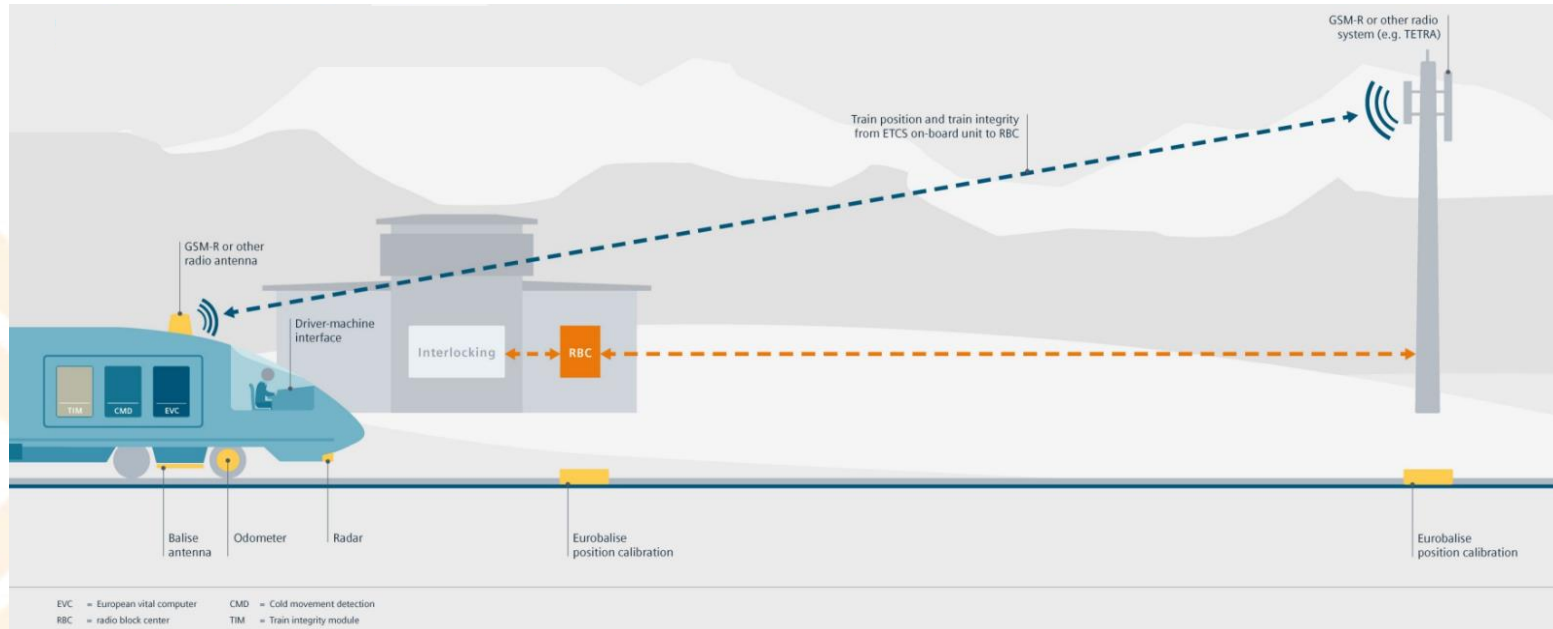 GSM-R or other radio
system (e.g. TETRA)
Train position and train integrity
from ETCS on-board unit to RBC
GSM-R or other
radio antenna
Driver-machine
interface
Interlocking
RBC
TIM
CMD
EVC
Balise
antenna
Odometer
Radar
Eurobalise
position calibration
Eurobalise
position calibration
EVC = European vital computer
CMD = Cold movement detection
RBC = radio block center
TIM = Train integrity module